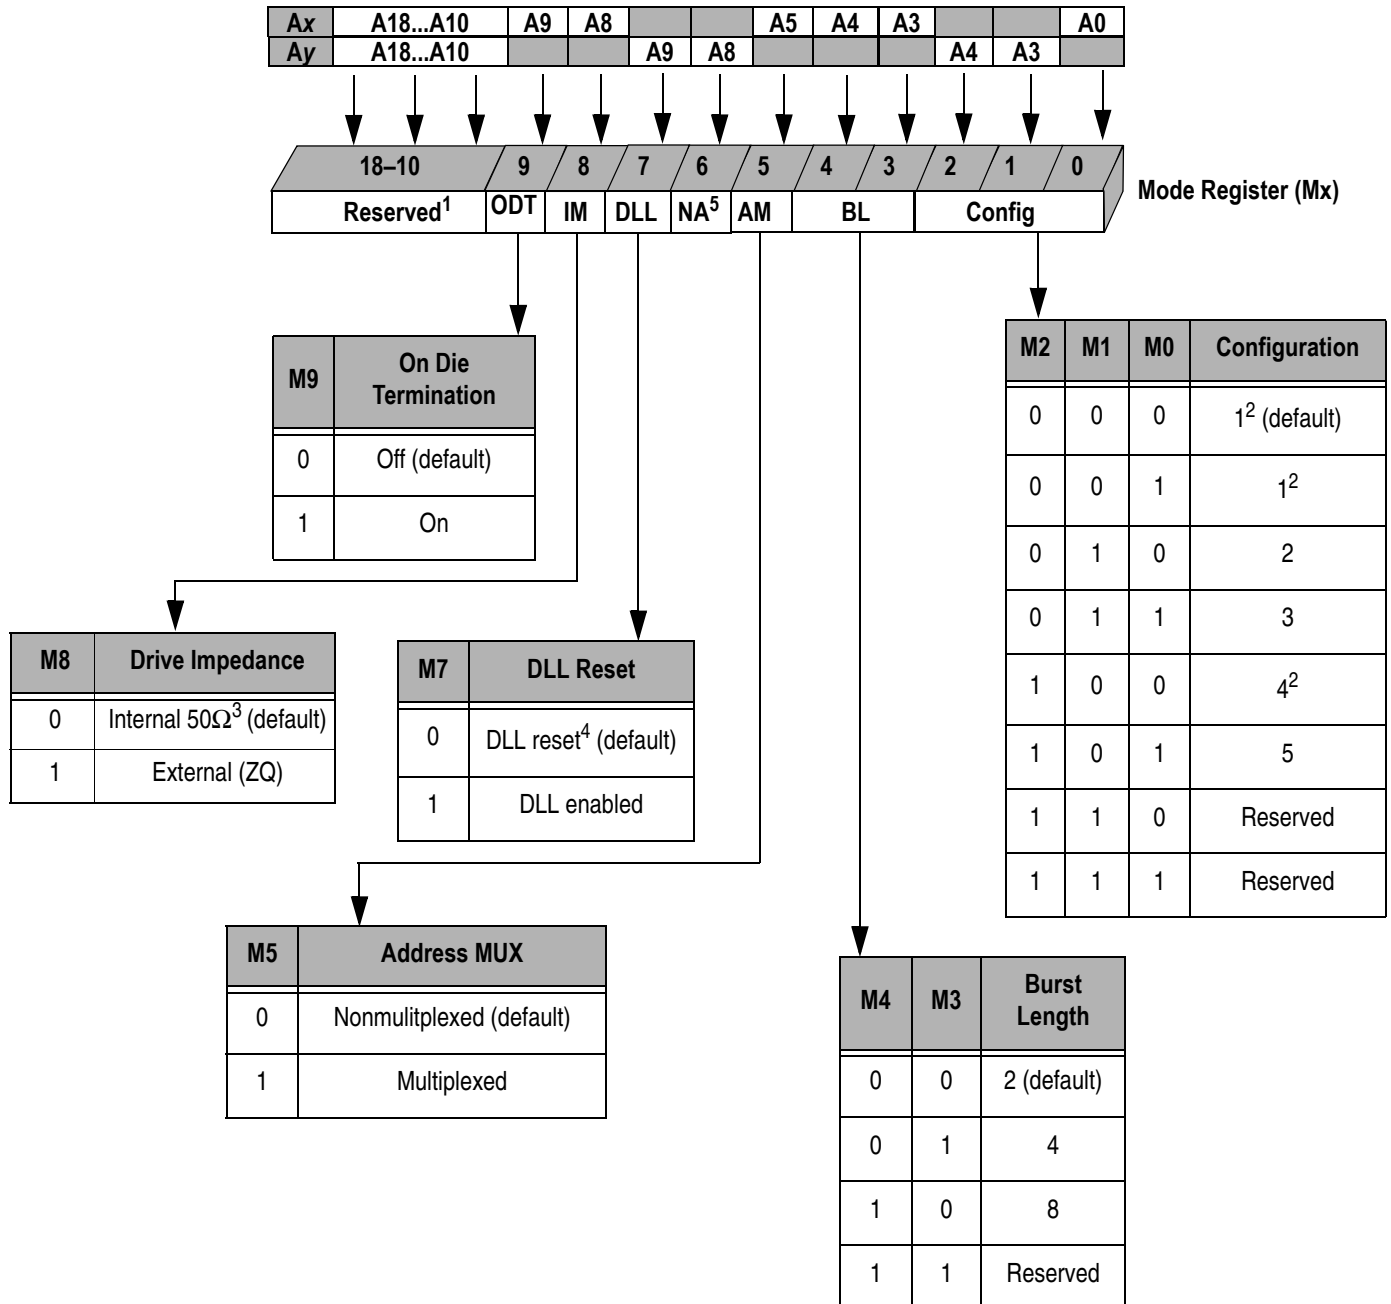 Ax A18...A10 A9 A8 A5 A4 A3 A0
Ay A18...A10 A9 A8 A4 A3
18–10 9 8 7 6 5 4 3 2 1 0
Mode Register (Mx)
Reserved1 ODT IM DLL NA5 AM BL Config
M9 On Die Termination
0 Off (default)
1 On
M2 M1 M0 Configuration
0 0 0 12 (default)
0 0 1 12
0 1 0 2
0 1 1 3
1 0 0 42
1 0 1 5
1 1 0 Reserved
1 1 1 Reserved
M8 Drive Impedance
0 Internal 50Ω3 (default)
1 External (ZQ)
M7 DLL Reset
0 DLL reset4 (default)
1 DLL enabled
M5 Address MUX
0 Nonmulitplexed (default)
1 Multiplexed
M4 M3 Burst Length
0 0 2 (default)
0 1 4
1 0 8
1 1 Reserved